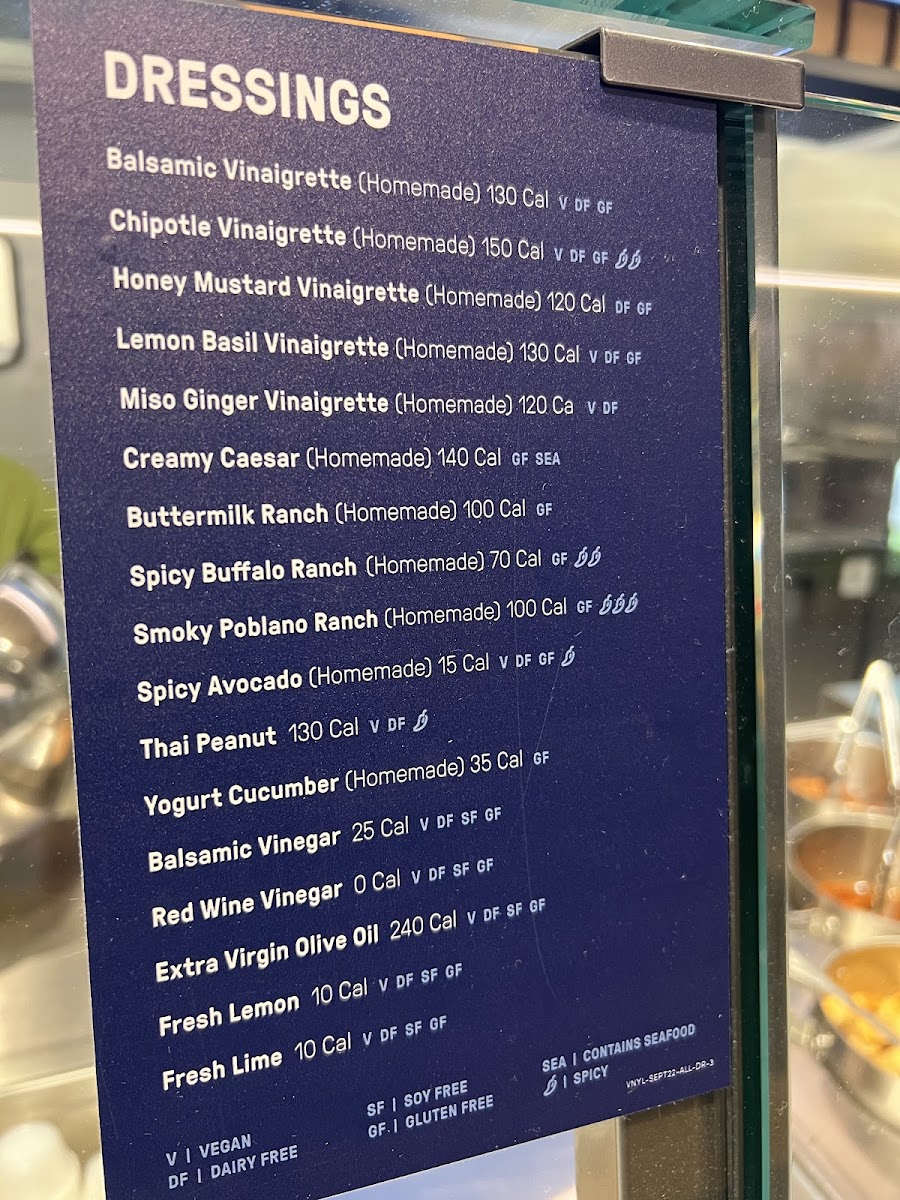 DRESSINGS
Balsamic Vinaigrette (Homemade) 130 Cal V DF GF
Chipotle Vinaigrette (Homemade) 150 Cal V DF GF
Honey Mustard Vinaigrette (Homemade) 120 Cal DF GF
Lemon Basil Vinaigrette (Homemade) 130 Cal V DF GF
Miso Ginger Vinaigrette (Homemade) 120 Ca V DF
Creamy Caesar (Homemade) 140 Cal GF SEA
Buttermilk Ranch (Homemade) 100 Cal GF
Spicy Buffalo Ranch (Homemade) 70 Cal GF
Smoky Poblano Ranch (Homemade) 100 Cal GF
Spicy Avocado (Homemade) 15 Cal V DF GF
Thai Peanut 130 Cal V DF
Yogurt Cucumber (Homemade) 35 Cal GF
Balsamic Vinegar 25 Cal V DF SF GF
Red Wine Vinegar 0 Cal V DF SF GF
Extra Virgin Olive Oil 240 Cal V DF SF GF
Fresh Lemon 10 Cal V DF SF GF
Fresh Lime 10 Cal V DF SF GF
V | VEGAN
DF | DAIRY FREE
SF | SOY FREE
GF | GLUTEN FREE
SEA | CONTAINS SEAFOOD
| SPICY
VNYL-SEPT22-ALL-DR-3